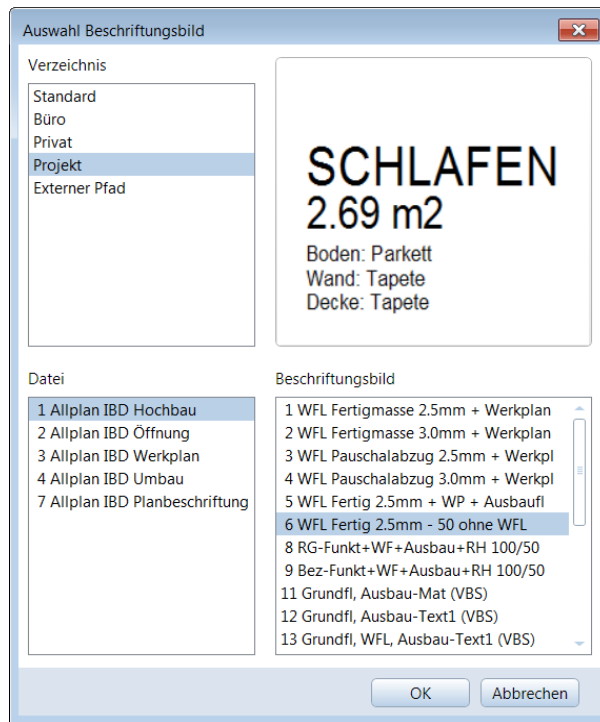 Auswahl Beschriftungsbild
Verzeichnis
Standard
Büro
Privat
Projekt
Externer Pfad
SCHLAFEN
2.69 m2
Boden: Parkett
Wand: Tapete
Decke: Tapete
Datei
1 Allplan IBD Hochbau
2 Allplan IBD Öffnung
3 Allplan IBD Werkplan
4 Allplan IBD Umbau
7 Allplan IBD Planbeschriftung
Beschriftungsbild
1 WFL Fertigmasse 2.5mm + Werkplan
2 WFL Fertigmasse 3.0mm + Werkplan
3 WFL Pauschalabzug 2.5mm + Werkpl
4 WFL Pauschalabzug 3.0mm + Werkpl
5 WFL Fertig 2.5mm + WP + Ausbaufl
6 WFL Fertig 2.5mm - 50 ohne WFL
8 RG-Funkt+WF+Ausbau+RH 100/50
9 Bez-Funkt+WF+Ausbau+RH 100/50
11 Grundfl, Ausbau-Mat (VBS)
12 Grundfl, Ausbau-Text1 (VBS)
13 Grundfl, WFL, Ausbau-Text1 (VBS)
OK
Abbrechen